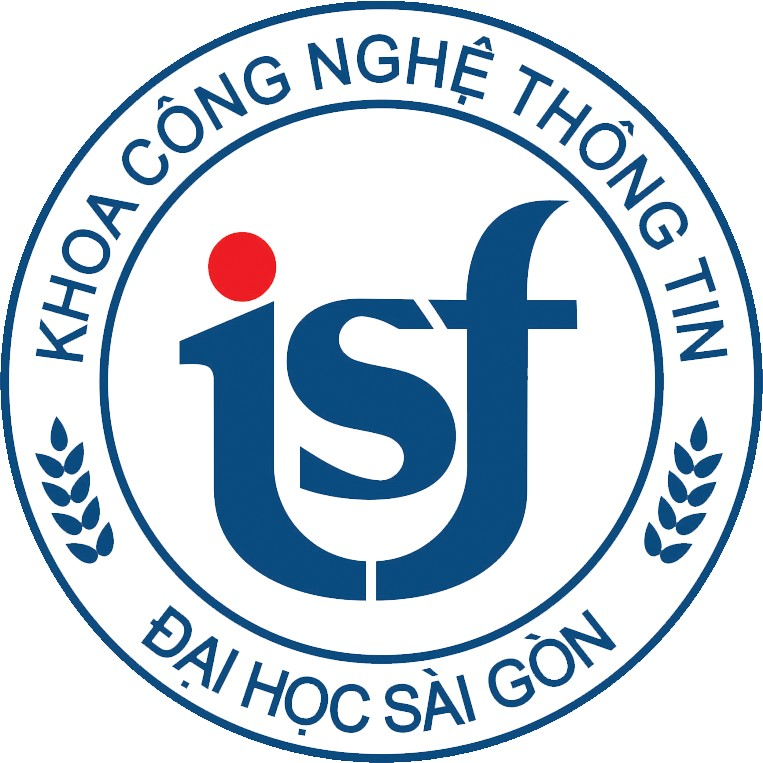 KHOA CÔNG NGHỆ THÔNG TIN
isf
ĐẠI HỌC SÀI GÒN